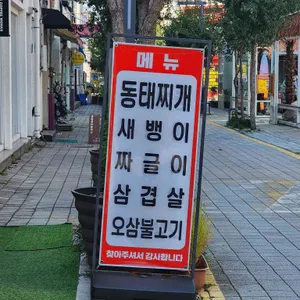 메뉴
동태찌개
새뱅이
짜글이
삼겹살
오삼불고기
찾아주셔서 감사합니다